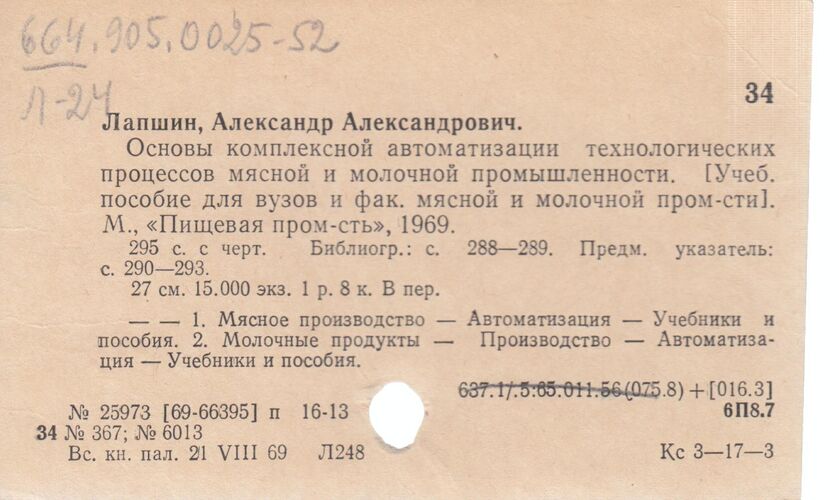 664.905.0025-52
Л-24
34
Лапшин, Александр Александрович.
Основы комплексной автоматизации технологических
процессов мясной и молочной промышленности. [Учеб.
пособие для вузов и фак. мясной и молочной пром-сти].
М., «Пищевая пром-сть», 1969.
295 с. с черт. Библиогр.: с. 288—289. Предм. указатель:
с. 290—293.
27 см. 15.000 экз. 1 р. 8 к. В пер.
— — 1. Мясное производство — Автоматизация — Учебники и
пособия. 2. Молочные продукты — Производство — Автоматиза-
ция — Учебники и пособия.
637.1/.5:65.011.56(075.8)+[016.3]
№ 25973 [69-66395] п 16-13 6П8.7
34 № 367; № 6013
Вс. кн. пал. 21 VIII 69 Л248 Кс 3—17—3